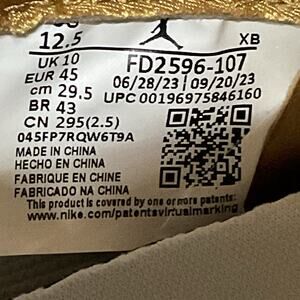 12.5 XB
UK 10 FD2596-107
EUR 45 06/28/23 | 09/20/23
cm 29.5 UPC 00196975846160
BR 43
CN 295(2.5)
045FP7RQW6T9A
MADE IN CHINA
HECHO EN CHINA
FABRIQUE EN CHINE
FABRICADO NA CHINA
This product is covered by one or more patents:
www.nike.com/patentsvirtualmarking